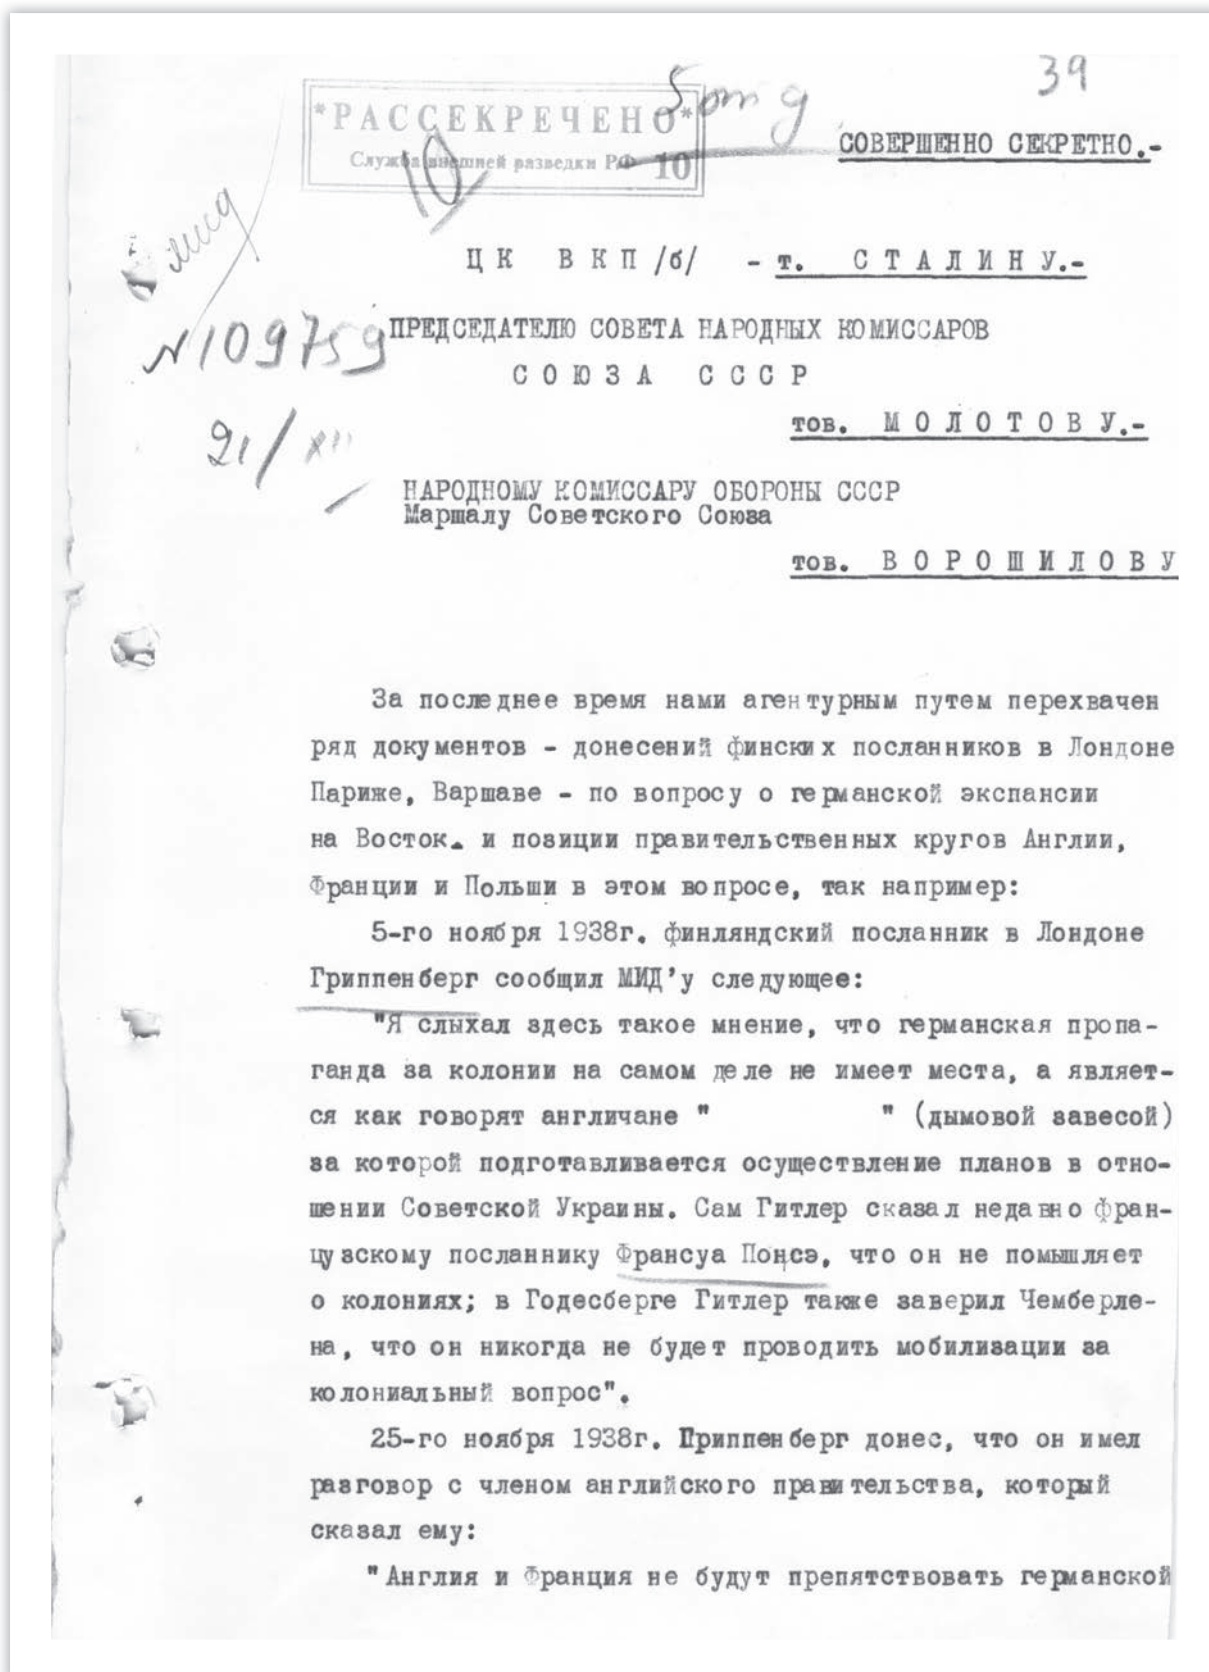 39
5 отд
*РАССЕКРЕЧЕНО*
Служба внешней разведки РФ 10
10
СОВЕРШЕННО СЕКРЕТНО.-
ЦК ВКП/б/ - т. СТАЛИНУ.-
№109759
ПРЕДСЕДАТЕЛЮ СОВЕТА НАРОДНЫХ КОМИССАРОВ
СОЮЗА СССР
тов. МОЛОТОВУ.-
21/XII
НАРОДНОМУ КОМИССАРУ ОБОРОНЫ СССР
Маршалу Советского Союза
тов. ВОРОШИЛОВУ
За последнее время нами агентурным путем перехвачен
ряд документов - донесений финских посланников в Лондоне
Париже, Варшаве - по вопросу о германской экспансии
на Восток. и позиции правительственных кругов Англии,
Франции и Польши в этом вопросе, так например:
5-го ноября 1938г. финляндский посланник в Лондоне
Гриппенберг сообщил МИД'у следующее:
"Я слыхал здесь такое мнение, что германская пропа-
ганда за колонии на самом деле не имеет места, а являет-
ся как говорят англичане " " (дымовой завесой)
за которой подготавливается осуществление планов в отно-
шении Советской Украины. Сам Гитлер сказал недавно фран-
цузскому посланнику Франсуа Понсэ, что он не помышляет
о колониях; в Годесберге Гитлер также заверил Чемберле-
на, что он никогда не будет проводить мобилизации за
колониальный вопрос".
25-го ноября 1938г. Гриппенберг донес, что он имел
разговор с членом английского правительства, который
сказал ему:
"Англия и Франция не будут препятствовать германской